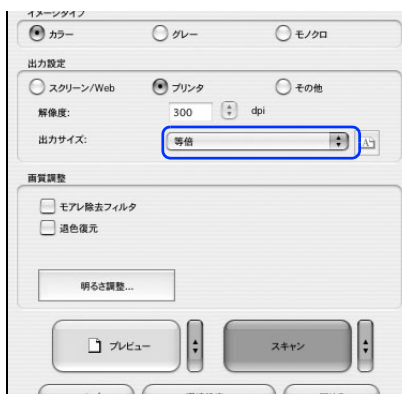 イメージタイプ
カラー グレー モノクロ
出力設定
スクリーン/Web プリンタ その他
解像度: 300 dpi
出力サイズ: 等倍
画質調整
モアレ除去フィルタ
退色復元
明るさ調整...
プレビュー スキャン